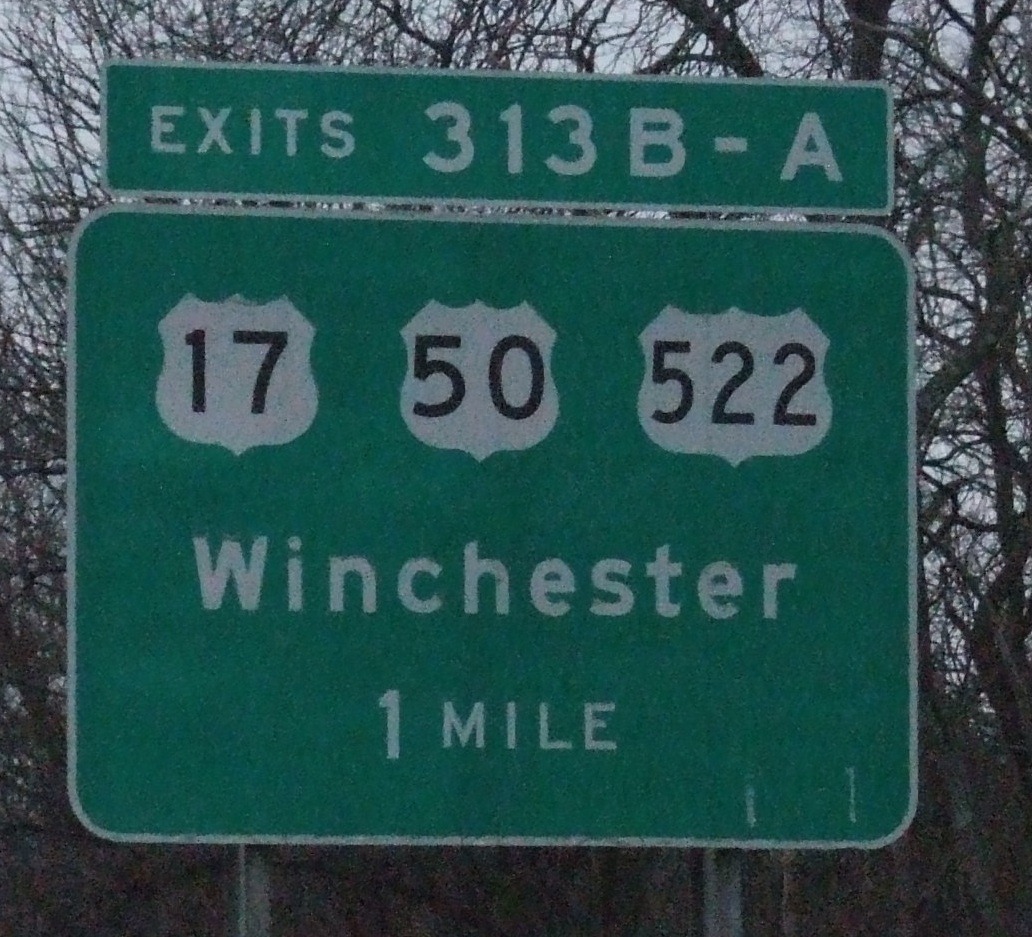 EXITS 313B-A
17 50 522
Winchester
1 MILE